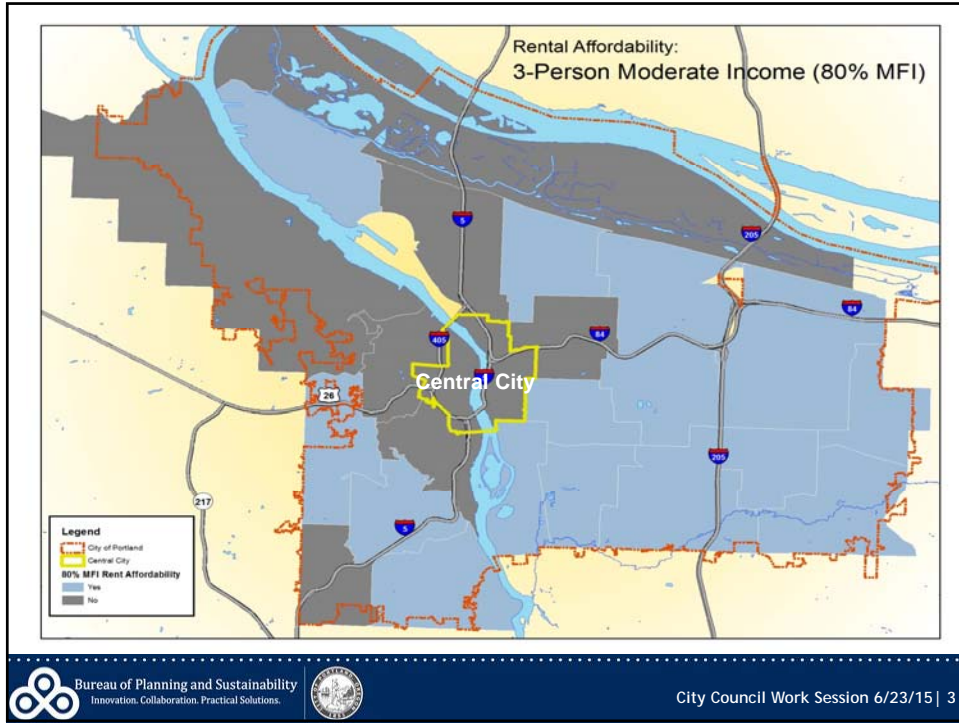 Rental Affordability:
3-Person Moderate Income (80% MFI)
5
205
84
405
84
Central City
26
205
217
5
Legend
City of Portland
Central City
80% MFI Rent Affordability
Yes
No
Bureau of Planning and Sustainability
Innovation. Collaboration. Practical Solutions.
City Council Work Session 6/23/15| 3